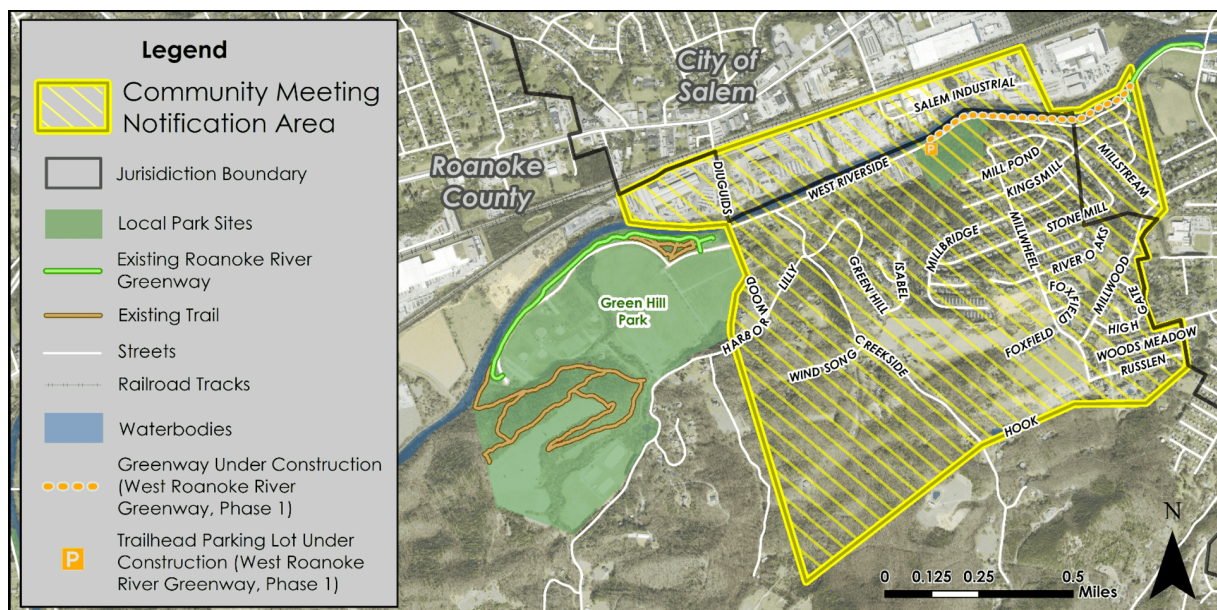 Legend
Community Meeting
Notification Area
Jurisidiction Boundary
Local Park Sites
Existing Roanoke River
Greenway
Existing Trail
Streets
Railroad Tracks
Waterbodies
Greenway Under Construction
(West Roanoke River
Greenway, Phase 1)
P
Trailhead Parking Lot Under
Construction (West Roanoke
River Greenway, Phase 1)
City of
Salem
Roanoke
County
SALEM INDUSTRIAL
DIUGUIDS
WEST RIVERSIDE
P
MILL POND
KINGSMILL
MILLSTREAM
STONE MILL
MILLBRIDGE
MILLWHEEL
RIVER OAKS
MILLWOOD
FOXFIELD
HIGH GATE
WOODS MEADOW
RUSSLEN
FOXFIELD
ISABEL
GREEN HILL
LILLY
HARBOR WOOD
CREEKSIDE
WIND SONG
HOOK
Green Hill
Park
N
0 0.125 0.25 0.5
Miles